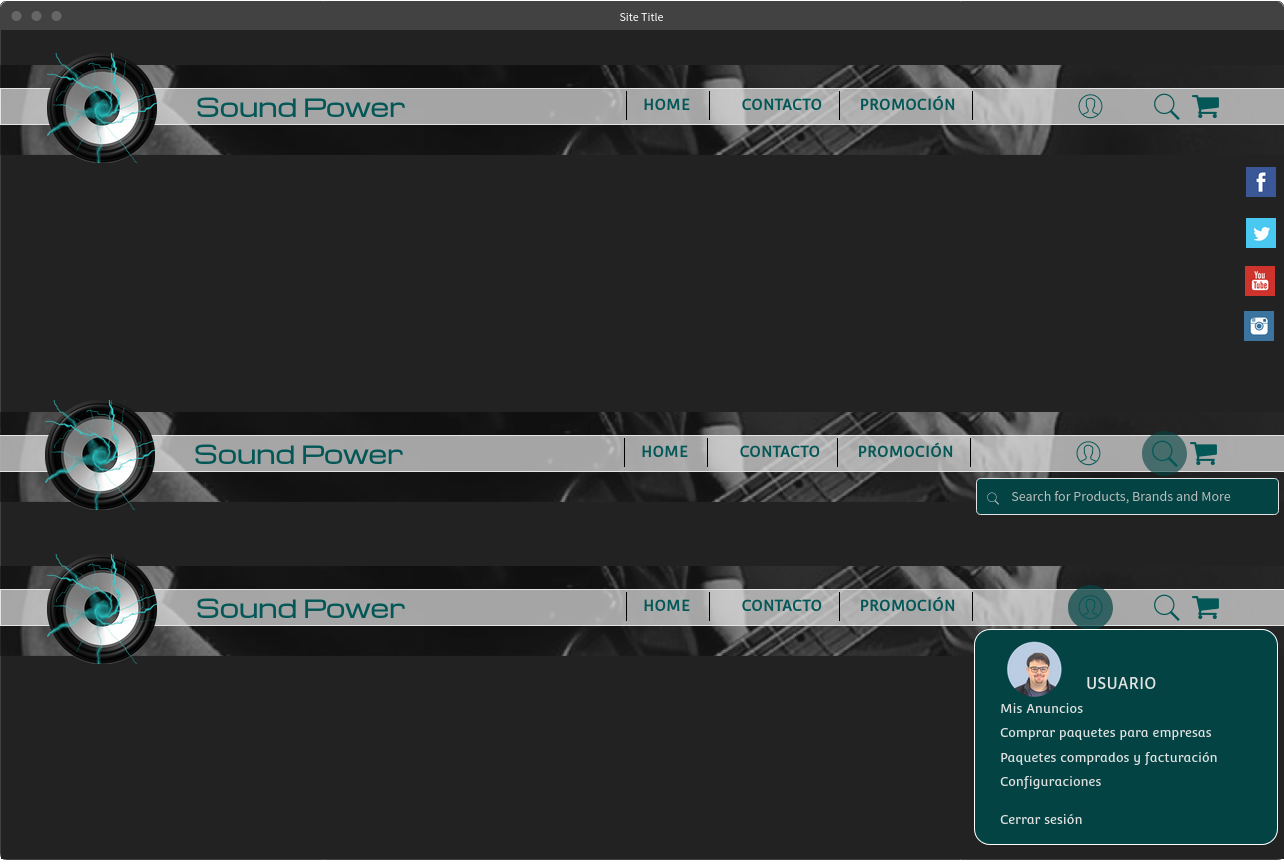 Site Title
Sound Power
HOME
CONTACTO
PROMOCIÓN
f
You
Tube
Sound Power
HOME
CONTACTO
PROMOCIÓN
Search for Products, Brands and More
Sound Power
HOME
CONTACTO
PROMOCIÓN
USUARIO
Mis Anuncios
Comprar paquetes para empresas
Paquetes comprados y facturación
Configuraciones
Cerrar sesión